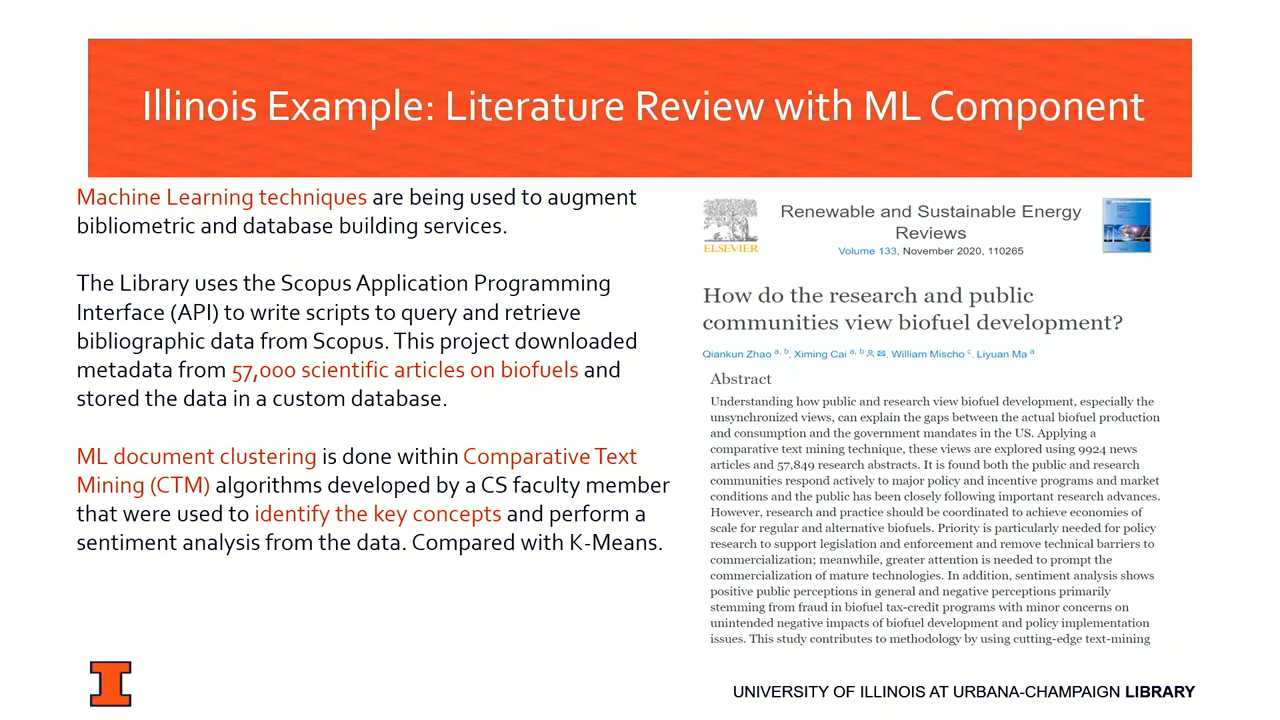 Illinois Example: Literature Review with ML Component
Machine Learning techniques are being used to augment
bibliometric and database building services.
The Library uses the Scopus Application Programming
Interface (API) to write scripts to query and retrieve
bibliographic data from Scopus. This project downloaded
metadata from 57,000 scientific articles on biofuels and
stored the data in a custom database.
ML document clustering is done within Comparative Text
Mining (CTM) algorithms developed by a CS faculty member
that were used to identify the key concepts and perform a
sentiment analysis from the data. Compared with K-Means.
ELSEVIER
Renewable and Sustainable Energy
Reviews
Volume 133, November 2020, 110265
How do the research and public
communities view biofuel development?
Qiankun Zhao a, b, Ximing Cai a, b, William Mischo c, Liyuan Ma a
Abstract
Understanding how public and research view biofuel development, especially the
unsynchronized views, can explain the gaps between the actual biofuel production
and consumption and the government mandates in the US. Applying a
comparative text mining technique, these views are explored using 9924 news
articles and 57,849 research abstracts. It is found both the public and research
communities respond actively to major policy and incentive programs and market
conditions and the public has been closely following important research advances.
However, research and practice should be coordinated to achieve economies of
scale for regular and alternative biofuels. Priority is particularly needed for policy
research to support legislation and enforcement and remove technical barriers to
commercialization; meanwhile, greater attention is needed to prompt the
commercialization of mature technologies. In addition, sentiment analysis shows
positive public perceptions in general and negative perceptions primarily
stemming from fraud in biofuel tax-credit programs with minor concerns on
unintended negative impacts of biofuel development and policy implementation
issues. This study contributes to methodology by using cutting-edge text-mining
I
UNIVERSITY OF ILLINOIS AT URBANA-CHAMPAIGN LIBRARY